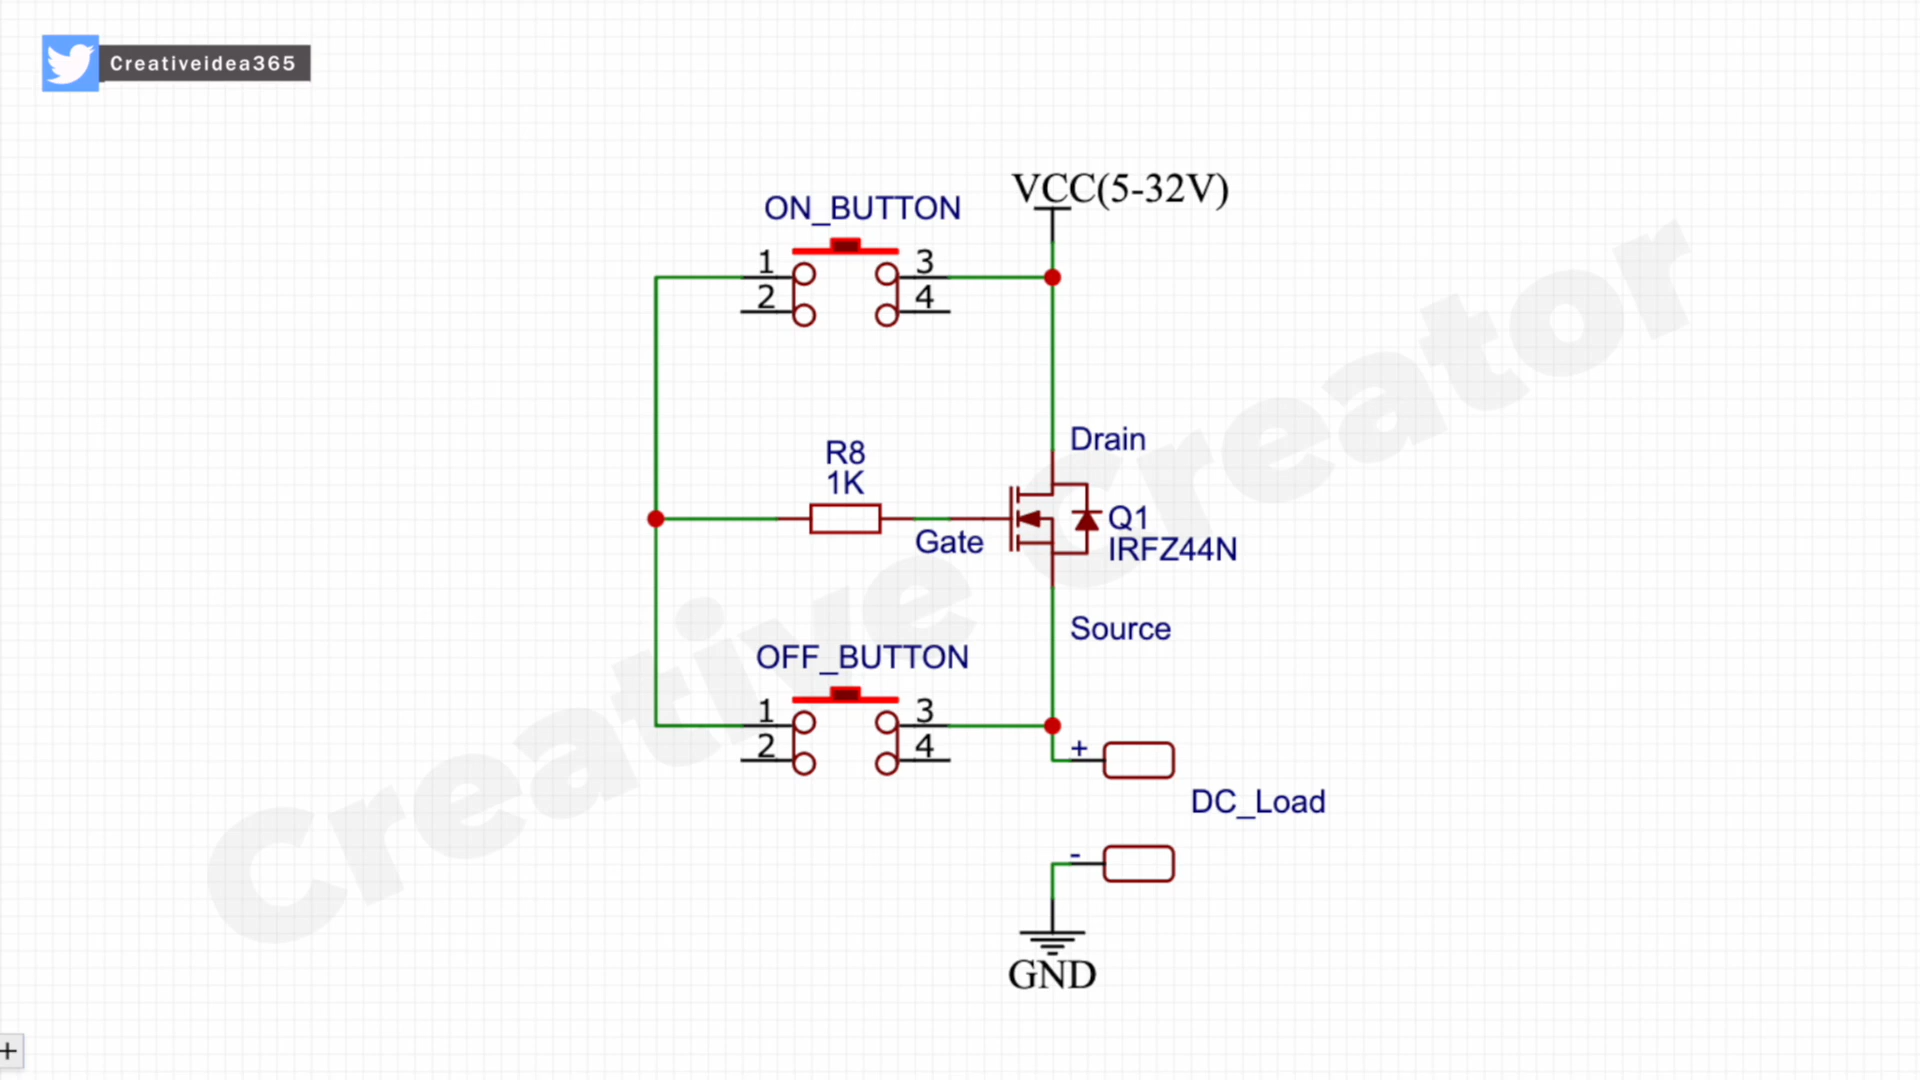 Creativeidea365
VCC(5-32V)
ON_BUTTON
1 3
2 4
Drain
R8
1K
Gate
Q1
IRFZ44N
Source
OFF_BUTTON
1 3
2 4
+
DC_Load
-
GND
Creative Creator
+